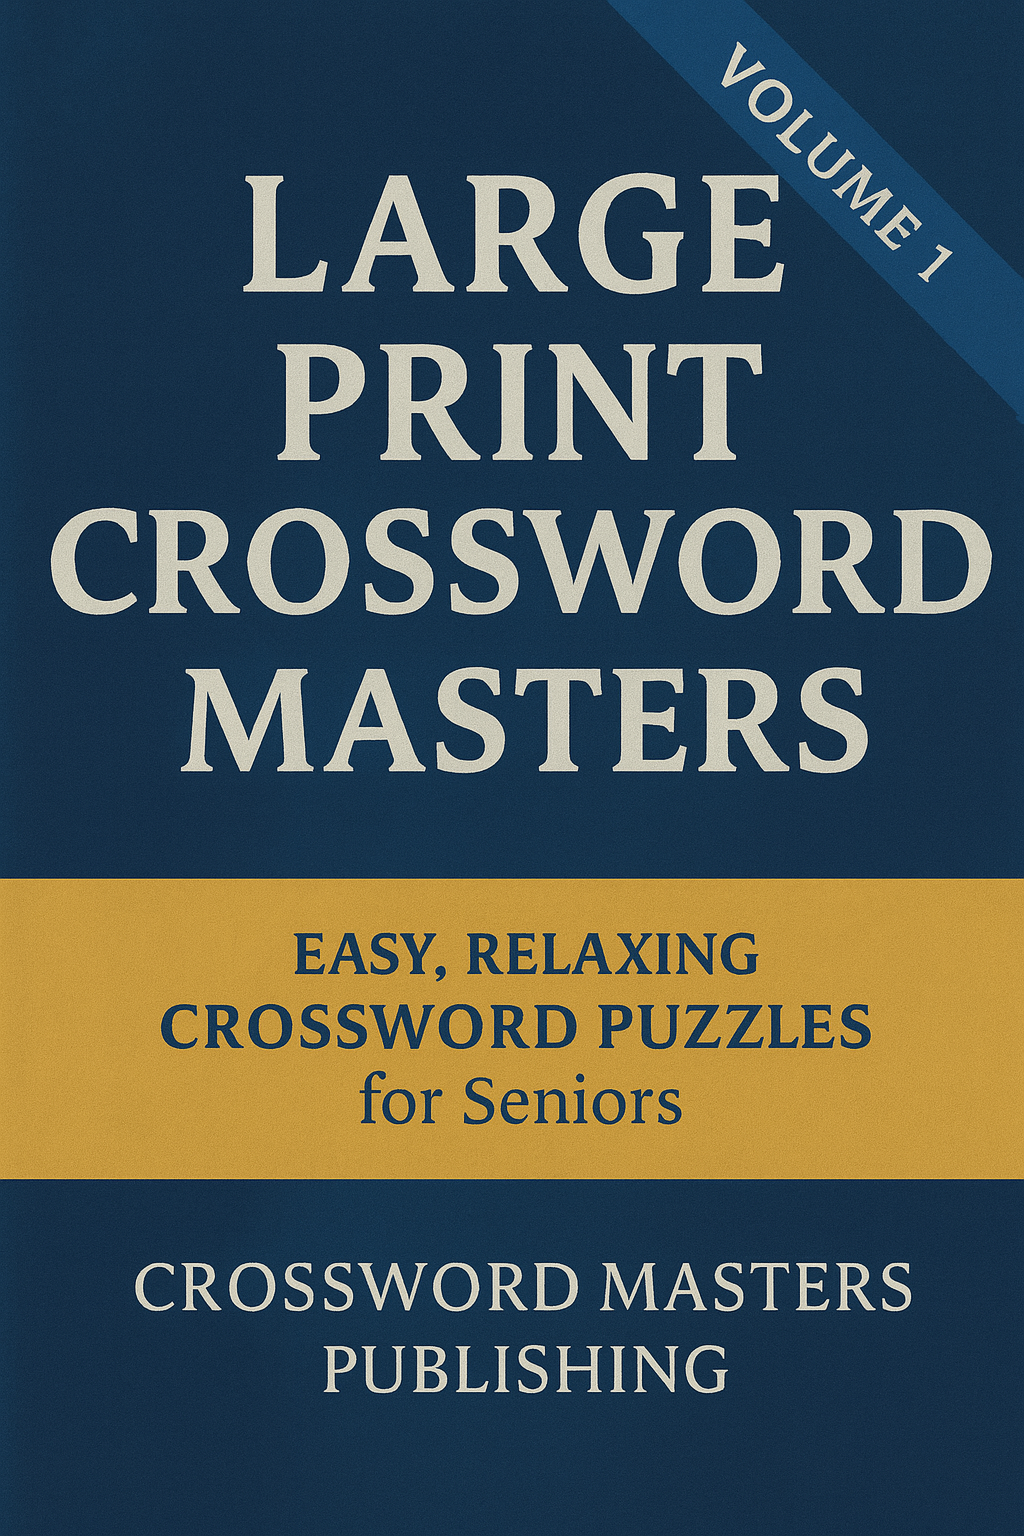 VOLUME 1
LARGE
PRINT
CROSSWORD
MASTERS
EASY, RELAXING
CROSSWORD PUZZLES
for Seniors
CROSSWORD MASTERS
PUBLISHING